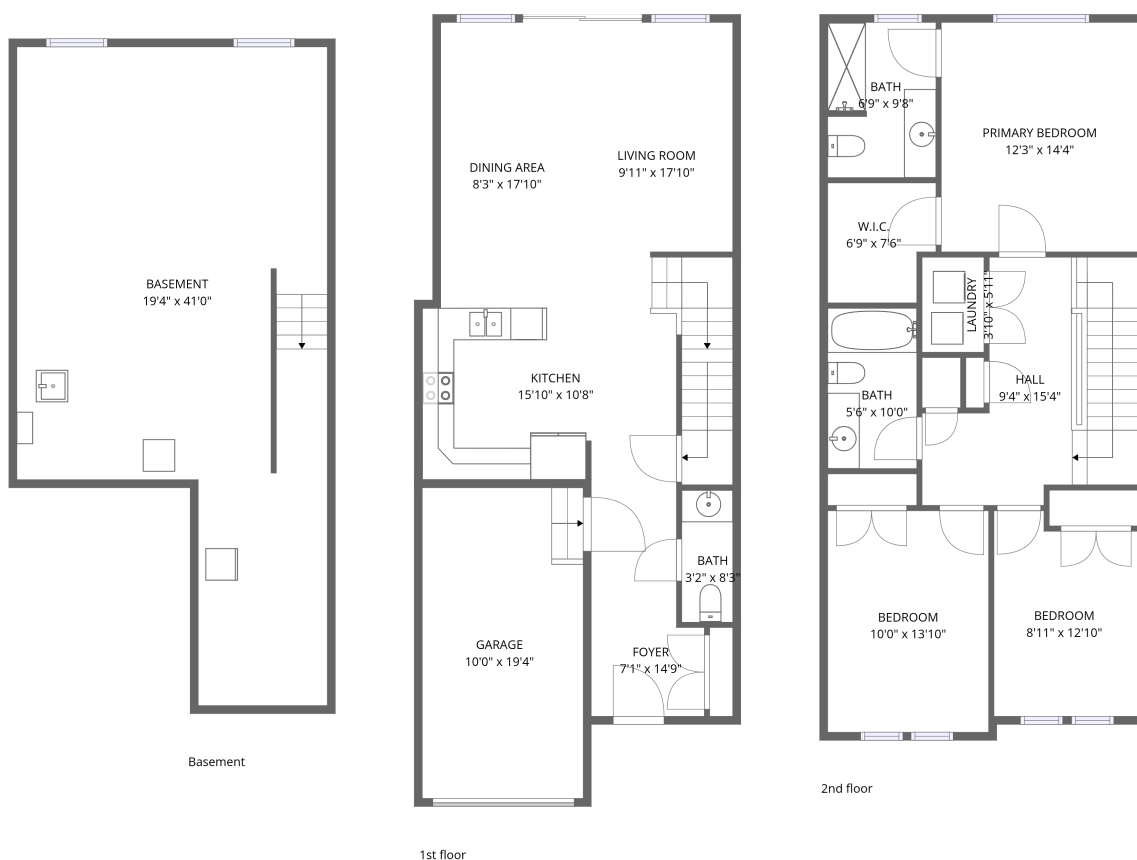 BASEMENT
19'4" x 41'0"
Basement
DINING AREA
8'3" x 17'10"
LIVING ROOM
9'11" x 17'10"
KITCHEN
15'10" x 10'8"
BATH
3'2" x 8'3"
GARAGE
10'0" x 19'4"
FOYER
7'1" x 14'9"
1st floor
BATH
6'9" x 9'8"
PRIMARY BEDROOM
12'3" x 14'4"
W.I.C.
6'9" x 7'6"
LAUNDRY
3'10" x 5'11"
HALL
9'4" x 15'4"
BATH
5'6" x 10'0"
BEDROOM
10'0" x 13'10"
BEDROOM
8'11" x 12'10"
2nd floor